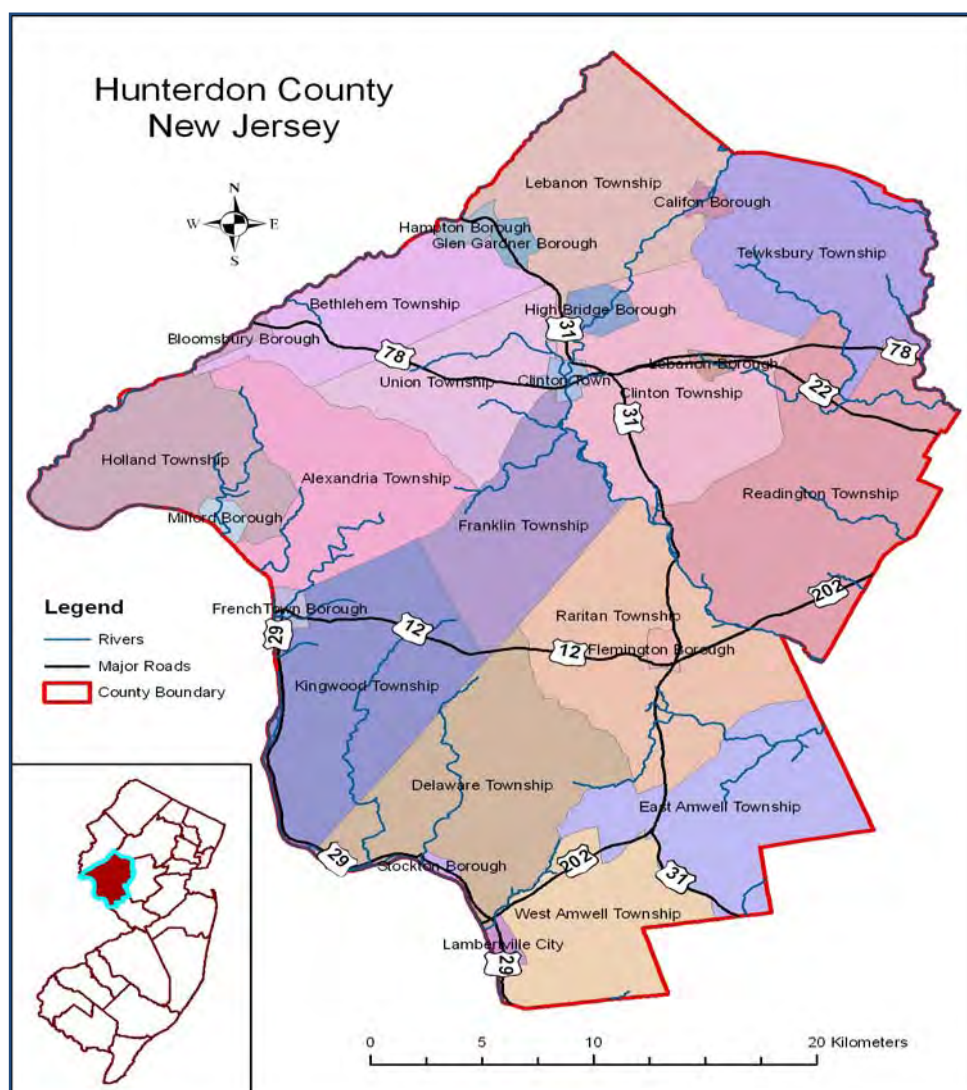 Hunterdon County
New Jersey
N
W
E
S
Lebanon Township
Califon Borough
Hampton Borough
Glen Gardner Borough
Tewksbury Township
Bethlehem Township
High Bridge Borough
31
Bloomsbury Borough
78
78
Union Township
Clinton Town
Lebanon Borough
Clinton Township
22
31
Holland Township
Alexandria Township
Readington Township
Milford Borough
Franklin Township
202
Legend
Rivers
Major Roads
County Boundary
FrenchTown Borough
29
12
Raritan Township
12
Flemington Borough
Kingwood Township
Delaware Township
East Amwell Township
29
Stockton Borough
202
31
West Amwell Township
Lambertville City
29
0
5
10
20 Kilometers